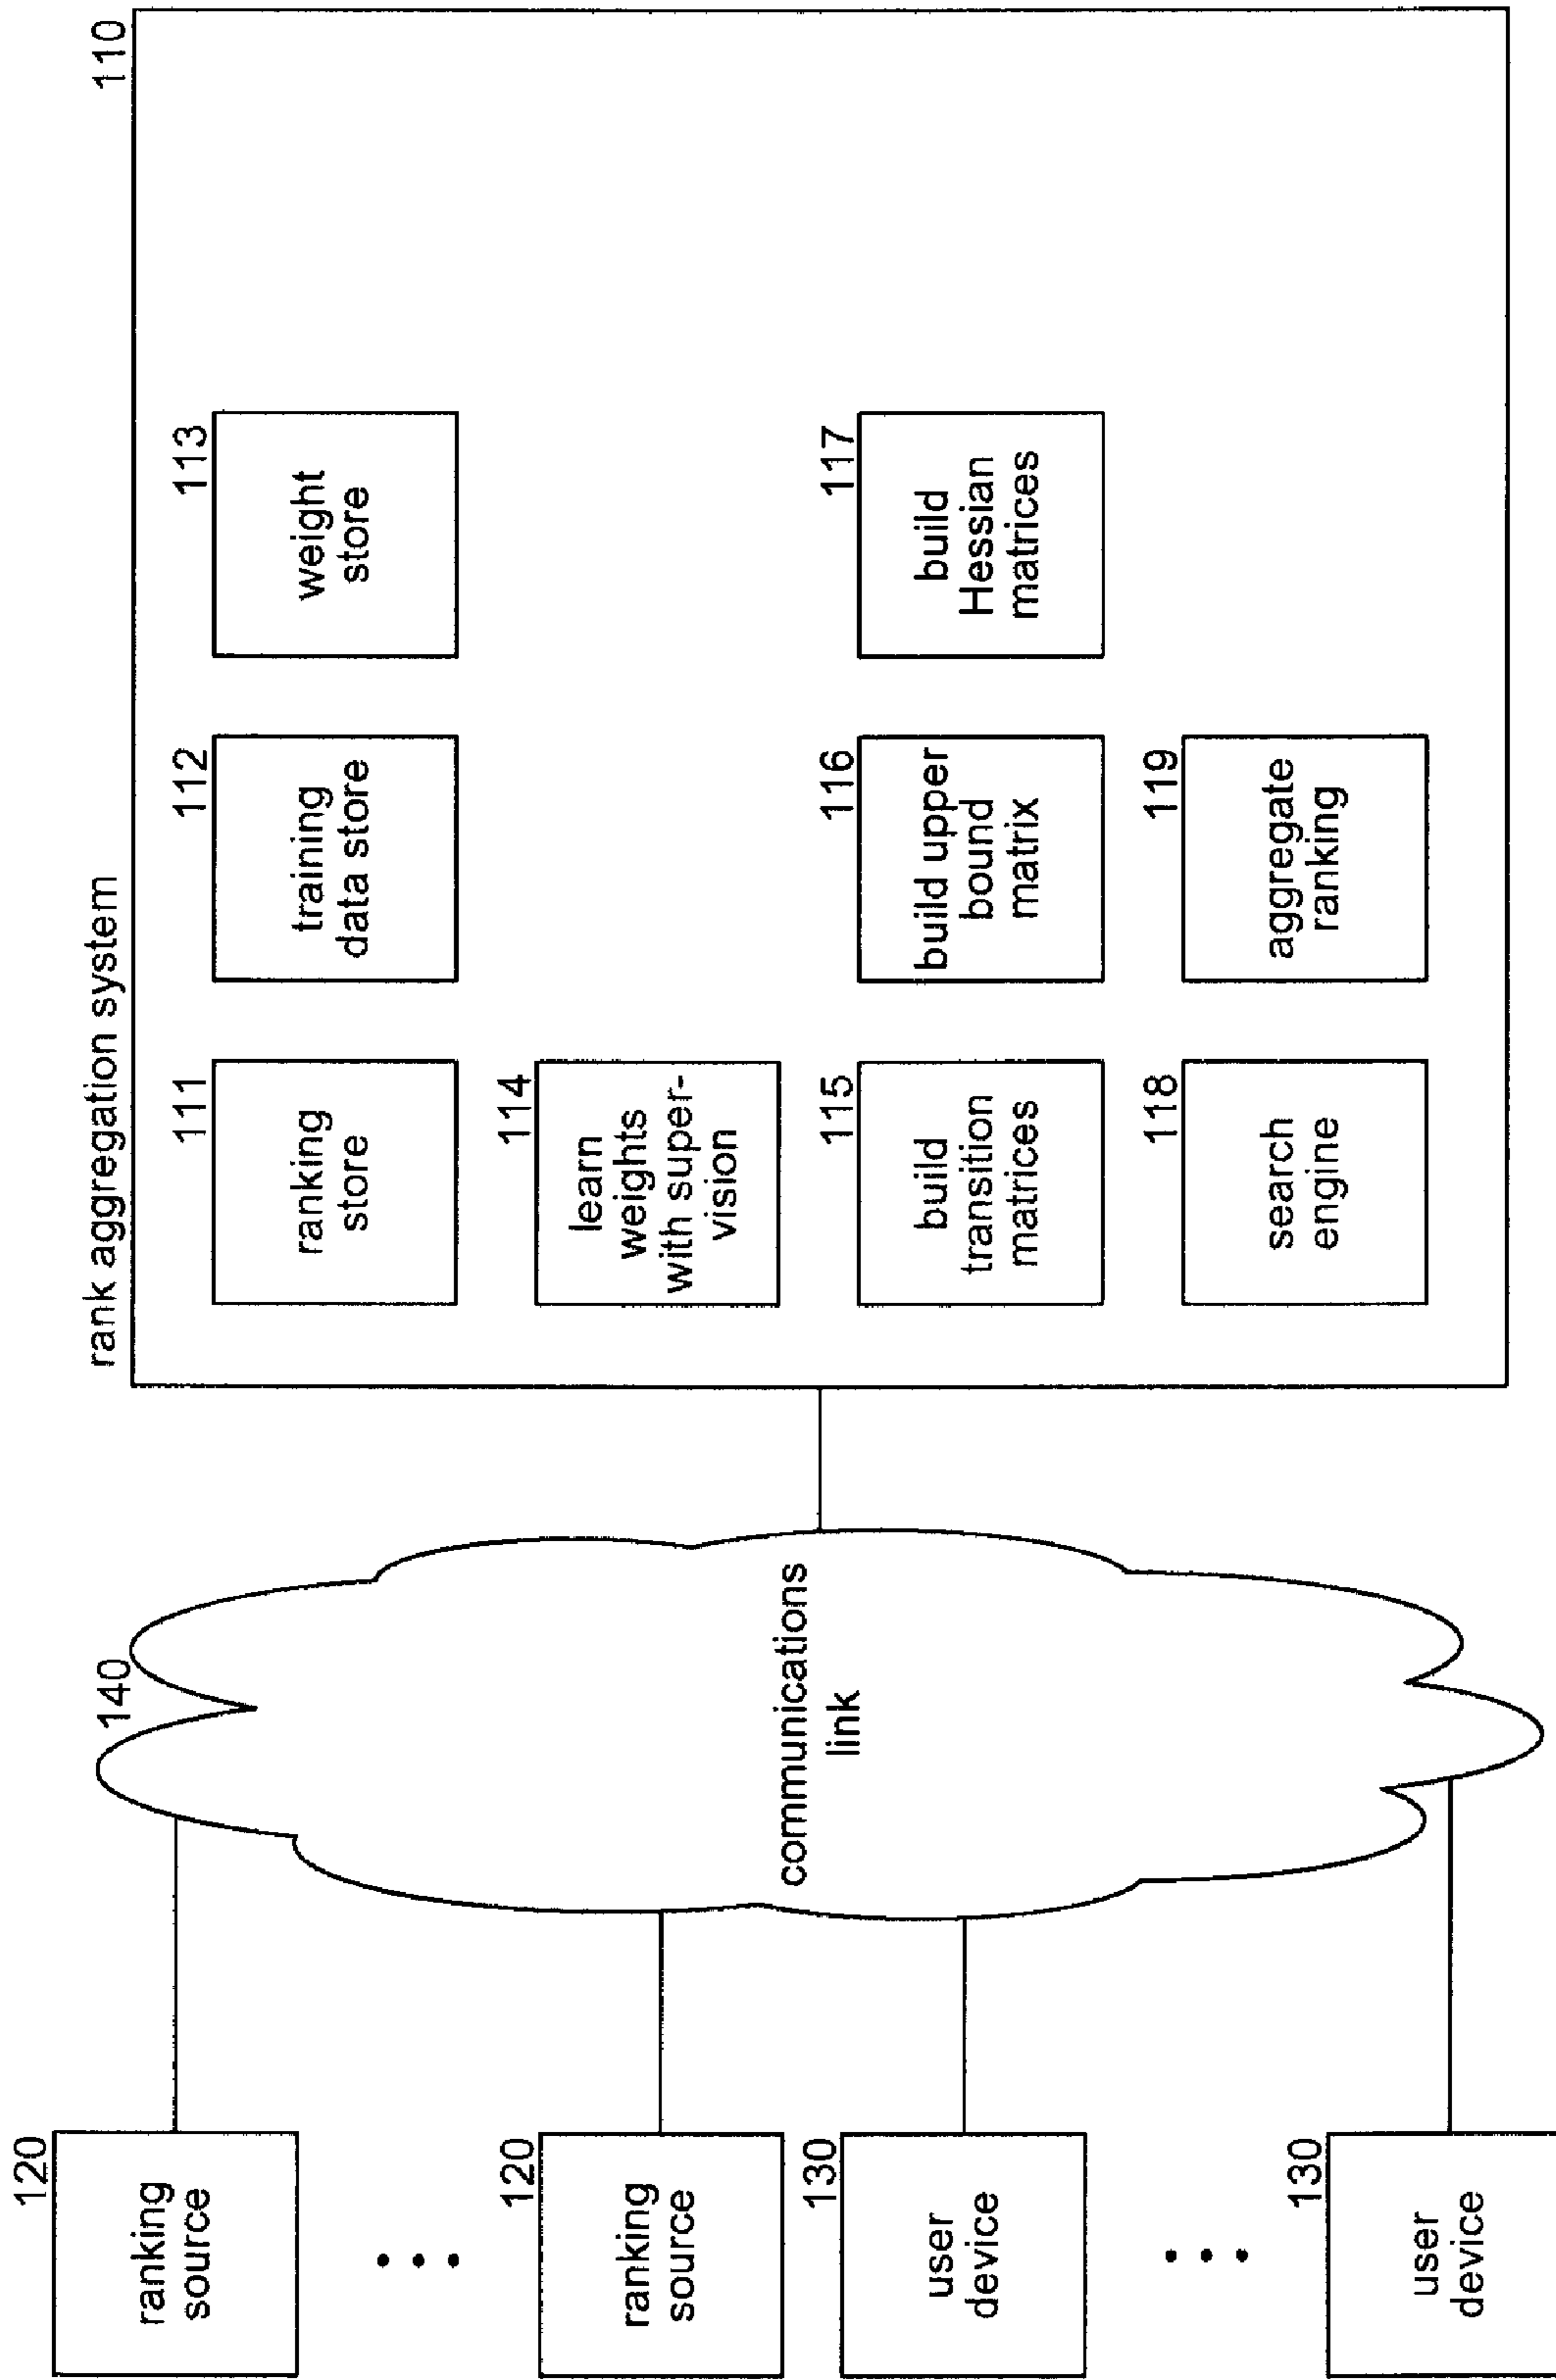 rank aggregation system
110
120
ranking
source
120
ranking
source
130
user
device
130
user
device
140
communications
link
111
ranking
store
112
training
data store
113
weight
store
114
learn
weights
with super-
vision
115
build
transition
matrices
116
build upper
bound
matrix
117
build
Hessian
matrices
118
search
engine
119
aggregate
ranking